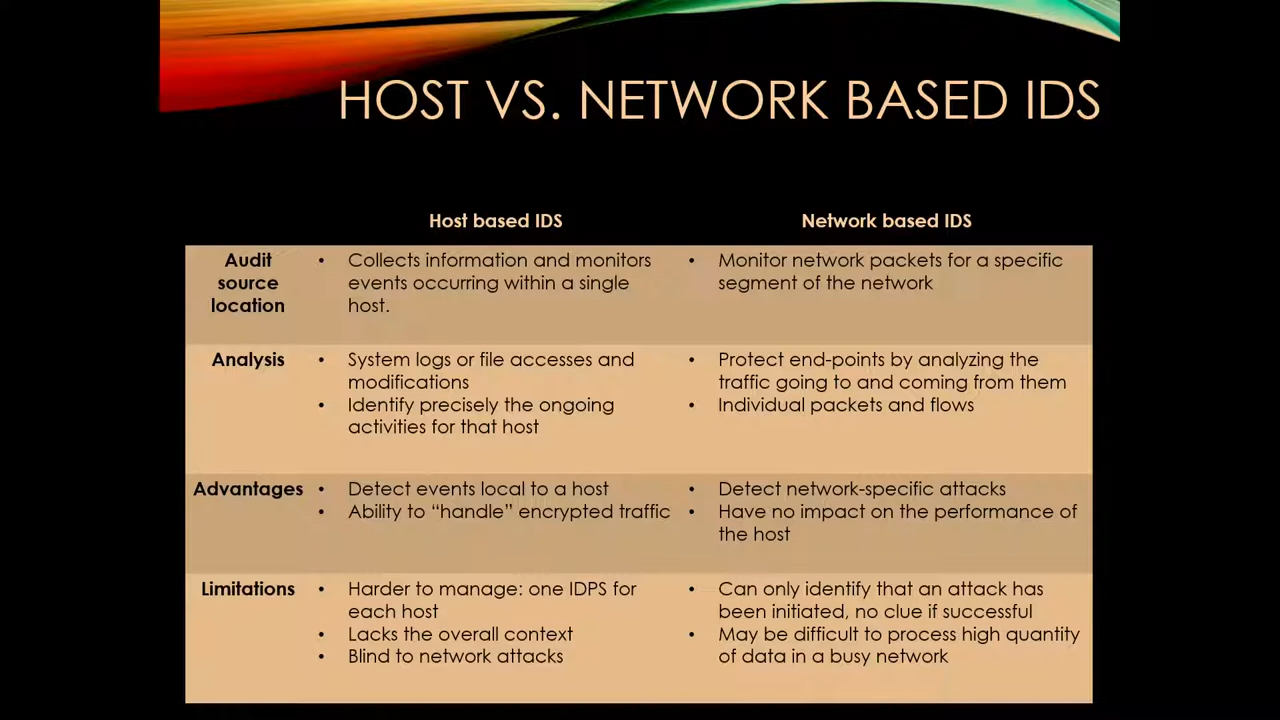 HOST VS. NETWORK BASED IDS
Host based IDS
Network based IDS
Audit
source
location
• Collects information and monitors
events occurring within a single
host.
• Monitor network packets for a specific
segment of the network
Analysis
• System logs or file accesses and
modifications
• Identify precisely the ongoing
activities for that host
• Protect end-points by analyzing the
traffic going to and coming from them
• Individual packets and flows
Advantages
• Detect events local to a host
• Ability to “handle” encrypted traffic
• Detect network-specific attacks
• Have no impact on the performance of
the host
Limitations
• Harder to manage: one IDPS for
each host
• Lacks the overall context
• Blind to network attacks
• Can only identify that an attack has
been initiated, no clue if successful
• May be difficult to process high quantity
of data in a busy network